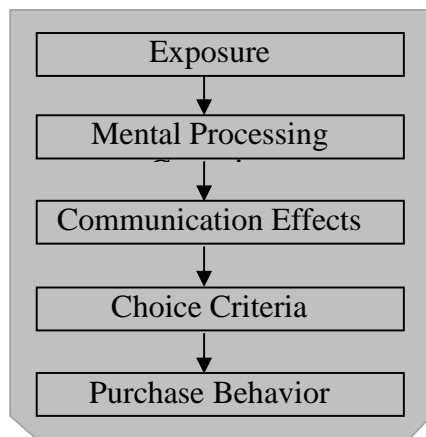 Exposure
Mental Processing
Communication Effects
Choice Criteria
Purchase Behavior